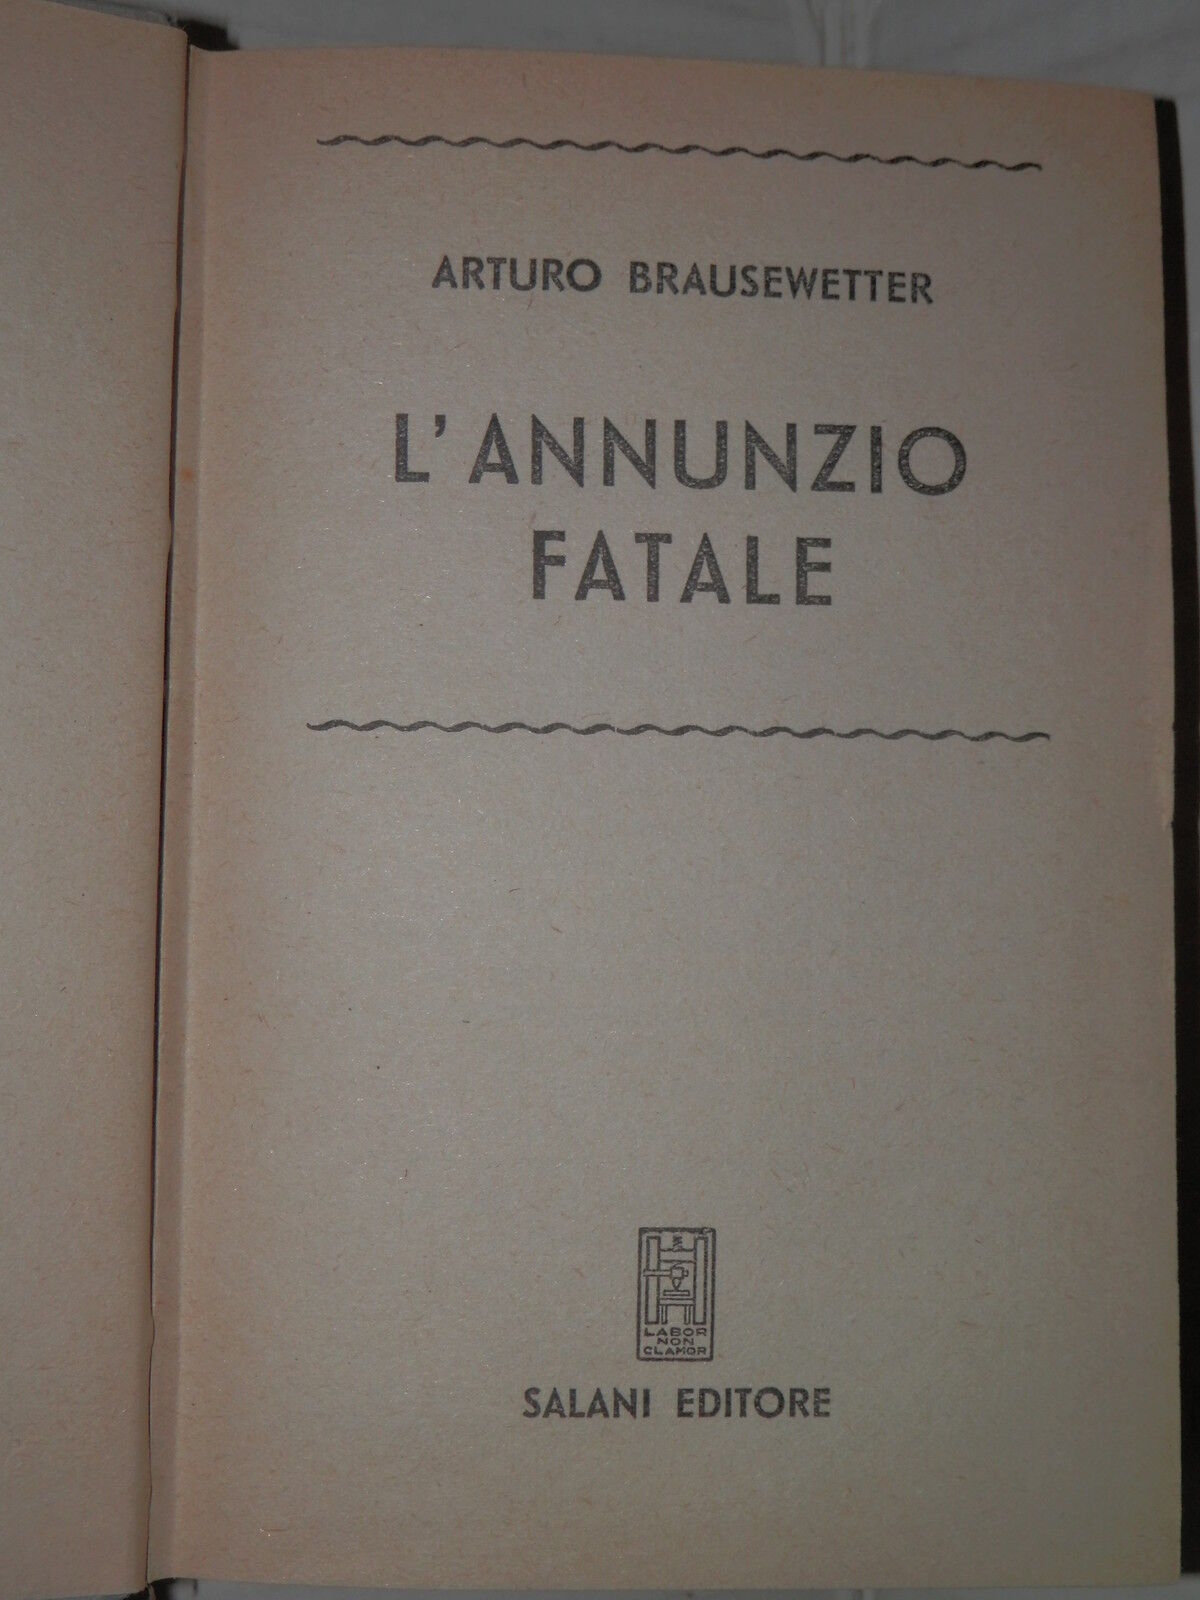 ARTURO BRAUSEWETTER
L'ANNUNZIO
FATALE
LABOR
NON
CLAMOR
SALANI EDITORE